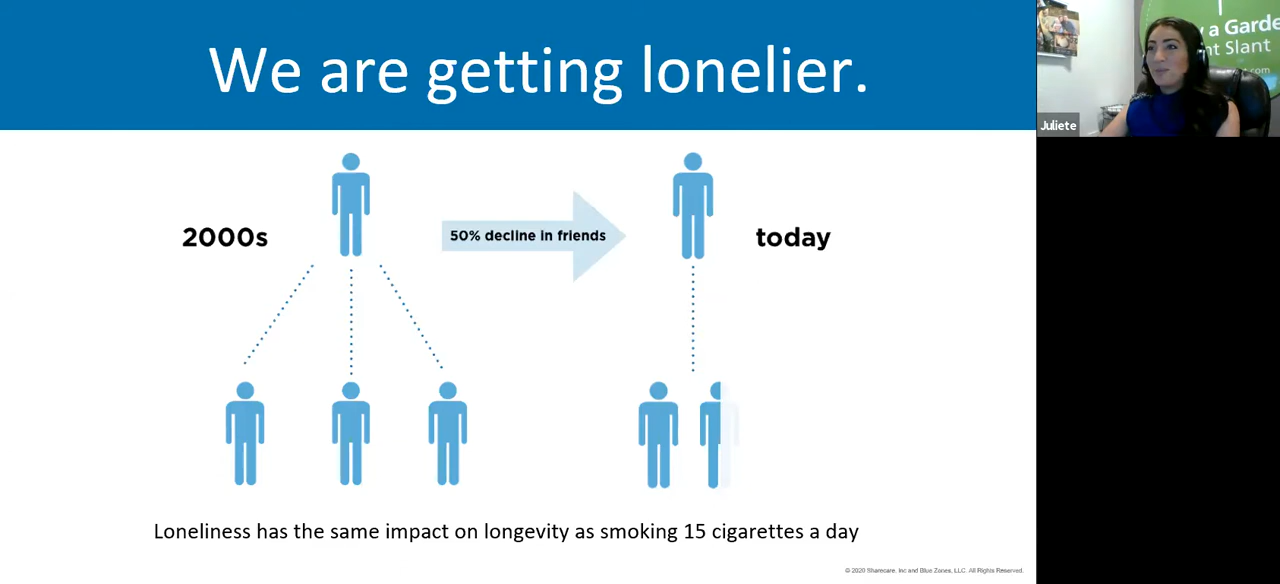 We are getting lonelier.
2000s
50% decline in friends
today
Loneliness has the same impact on longevity as smoking 15 cigarettes a day
© 2020 Sharecare, Inc and Blue Zones, LLC. All Rights Reserved.
a Garde
nt Slant
Juliete